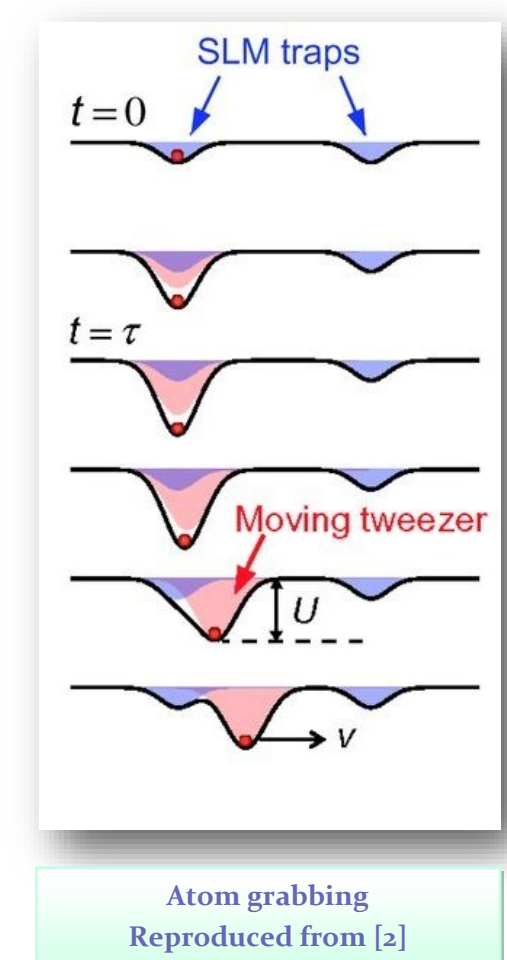 SLM traps
t = 0
t = τ
Moving tweezer
U
v
Atom grabbing
Reproduced from [2]